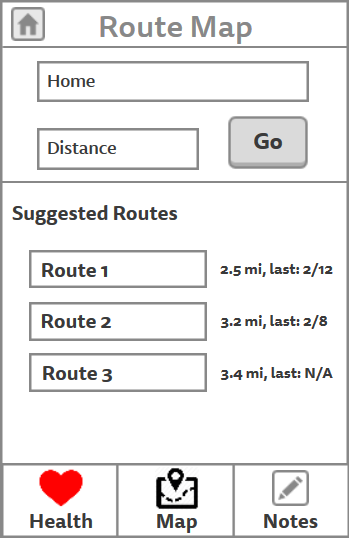 Route Map
Home
Distance
Go
Suggested Routes
Route 1
2.5 mi, last: 2/12
Route 2
3.2 mi, last: 2/8
Route 3
3.4 mi, last: N/A
Health
Map
Notes